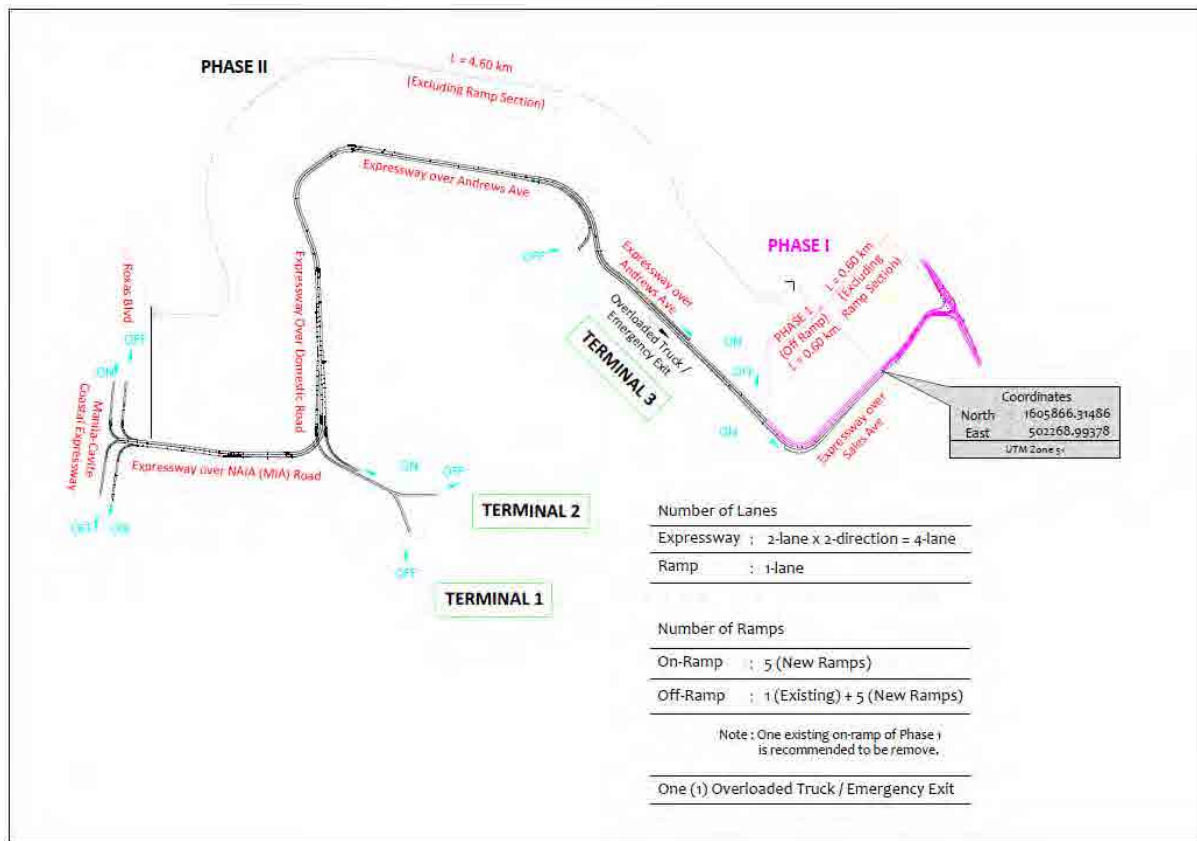 PHASE II
L = 4.60 km
(Excluding Ramp Section)
Expressway over Andrews Ave
OFF
Roxas Blvd
OFF
ON
Manila-Cavite
Coastal Expressway
Expressway Over Domestic Road
Expressway over NAIA (MIA) Road
ON
OFF
OFF
TERMINAL 2
TERMINAL 1
Expressway over
Andrews Ave
Overloaded Truck /
Emergency Exit
TERMINAL 3
ON
OFF
ON
PHASE I
PHASE 1
(Off Ramp)
L = 0.60 km
L = 0.60 km
(Excluding
Ramp Section)
Expressway over
Sales Ave
Coordinates
North 1605866.31486
East 502268.99378
UTM Zone 51
Number of Lanes
Expressway : 2-lane x 2-direction = 4-lane
Ramp : 1-lane
Number of Ramps
On-Ramp : 5 (New Ramps)
Off-Ramp : 1 (Existing) + 5 (New Ramps)
Note : One existing on-ramp of Phase 1
is recommended to be remove.
One (1) Overloaded Truck / Emergency Exit